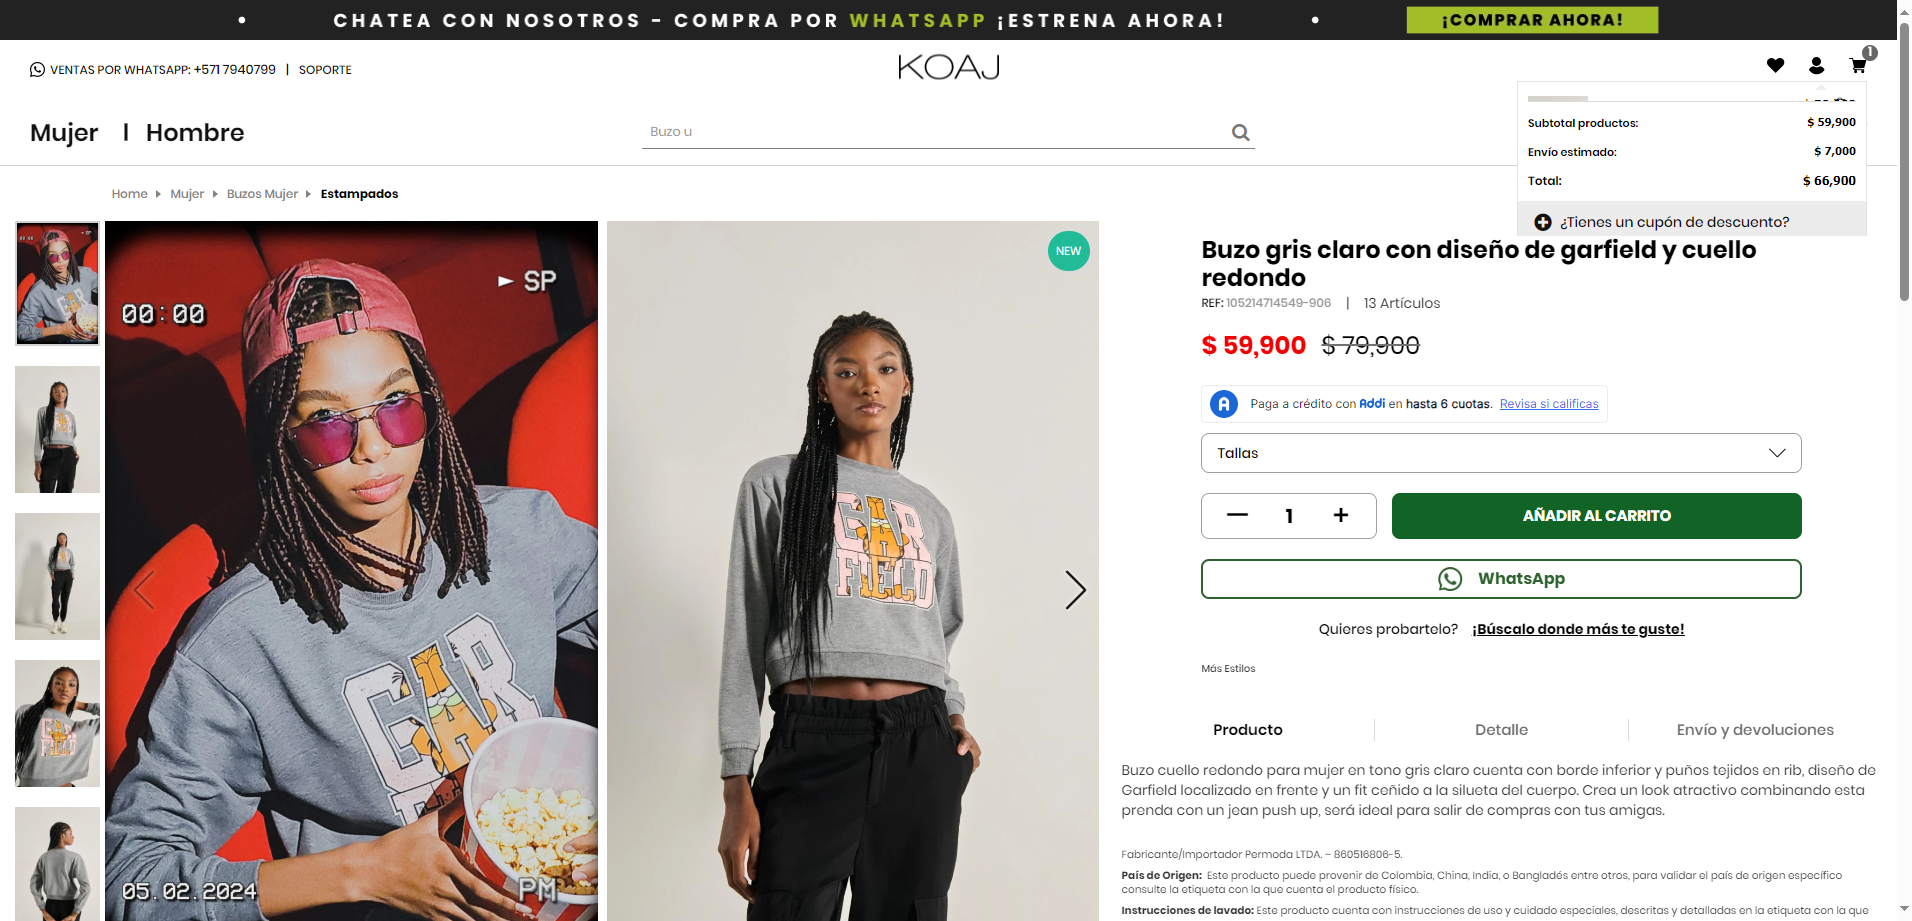 CHATEA CON NOSOTROS - COMPRA POR WHATSAPP ¡ESTRENA AHORA!
¡COMPRAR AHORA!
VENTAS POR WHATSAPP: +571 7940799 | SOPORTE
KOAJ
1
Mujer | Hombre
Buzo u
Subtotal productos: $ 59,900
Envío estimado: $ 7,000
Total: $ 66,900
¿Tienes un cupón de descuento?
Home Mujer Buzos Mujer Estampados
SP
00:00
GAR
05.02.2024
PM
NEW
GAR
FIELD
Buzo gris claro con diseño de garfield y cuello
redondo
REF: 105214714549-906 | 13 Artículos
$ 59,900 $ 79,900
A Paga a crédito con Addi en hasta 6 cuotas. Revisa si calificas
Tallas
— 1 +
AÑADIR AL CARRITO
WhatsApp
Quieres probartelo? ¡Búscalo donde más te guste!
Más Estilos
Producto
Detalle
Envío y devoluciones
Buzo cuello redondo para mujer en tono gris claro cuenta con borde inferior y puños tejidos en rib, diseño de
Garfield localizado en frente y un fit ceñido a la silueta del cuerpo. Crea un look atractivo combinando esta
prenda con un jean push up, será ideal para salir de compras con tus amigas.
Fabricante/Importador Permoda LTDA. – 860516806-5.
País de Origen: Este producto puede provenir de Colombia, China, India, o Bangladés entre otros, para validar el país de origen específico
consulte la etiqueta con la que cuenta el producto físico.
Instrucciones de lavado: Este producto cuenta con instrucciones de uso y cuidado especiales, descritas y detalladas en la etiqueta con la que